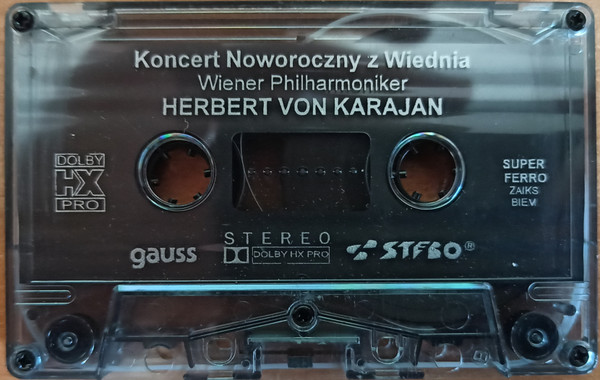 Koncert Noworoczny z Wiednia
Wiener Philharmoniker
HERBERT VON KARAJAN
DOLBY
HX
PRO
SUPER
FERRO
ZAIKS
BIEM
gauss
STEREO
DOLBY HX PRO
STEBO®